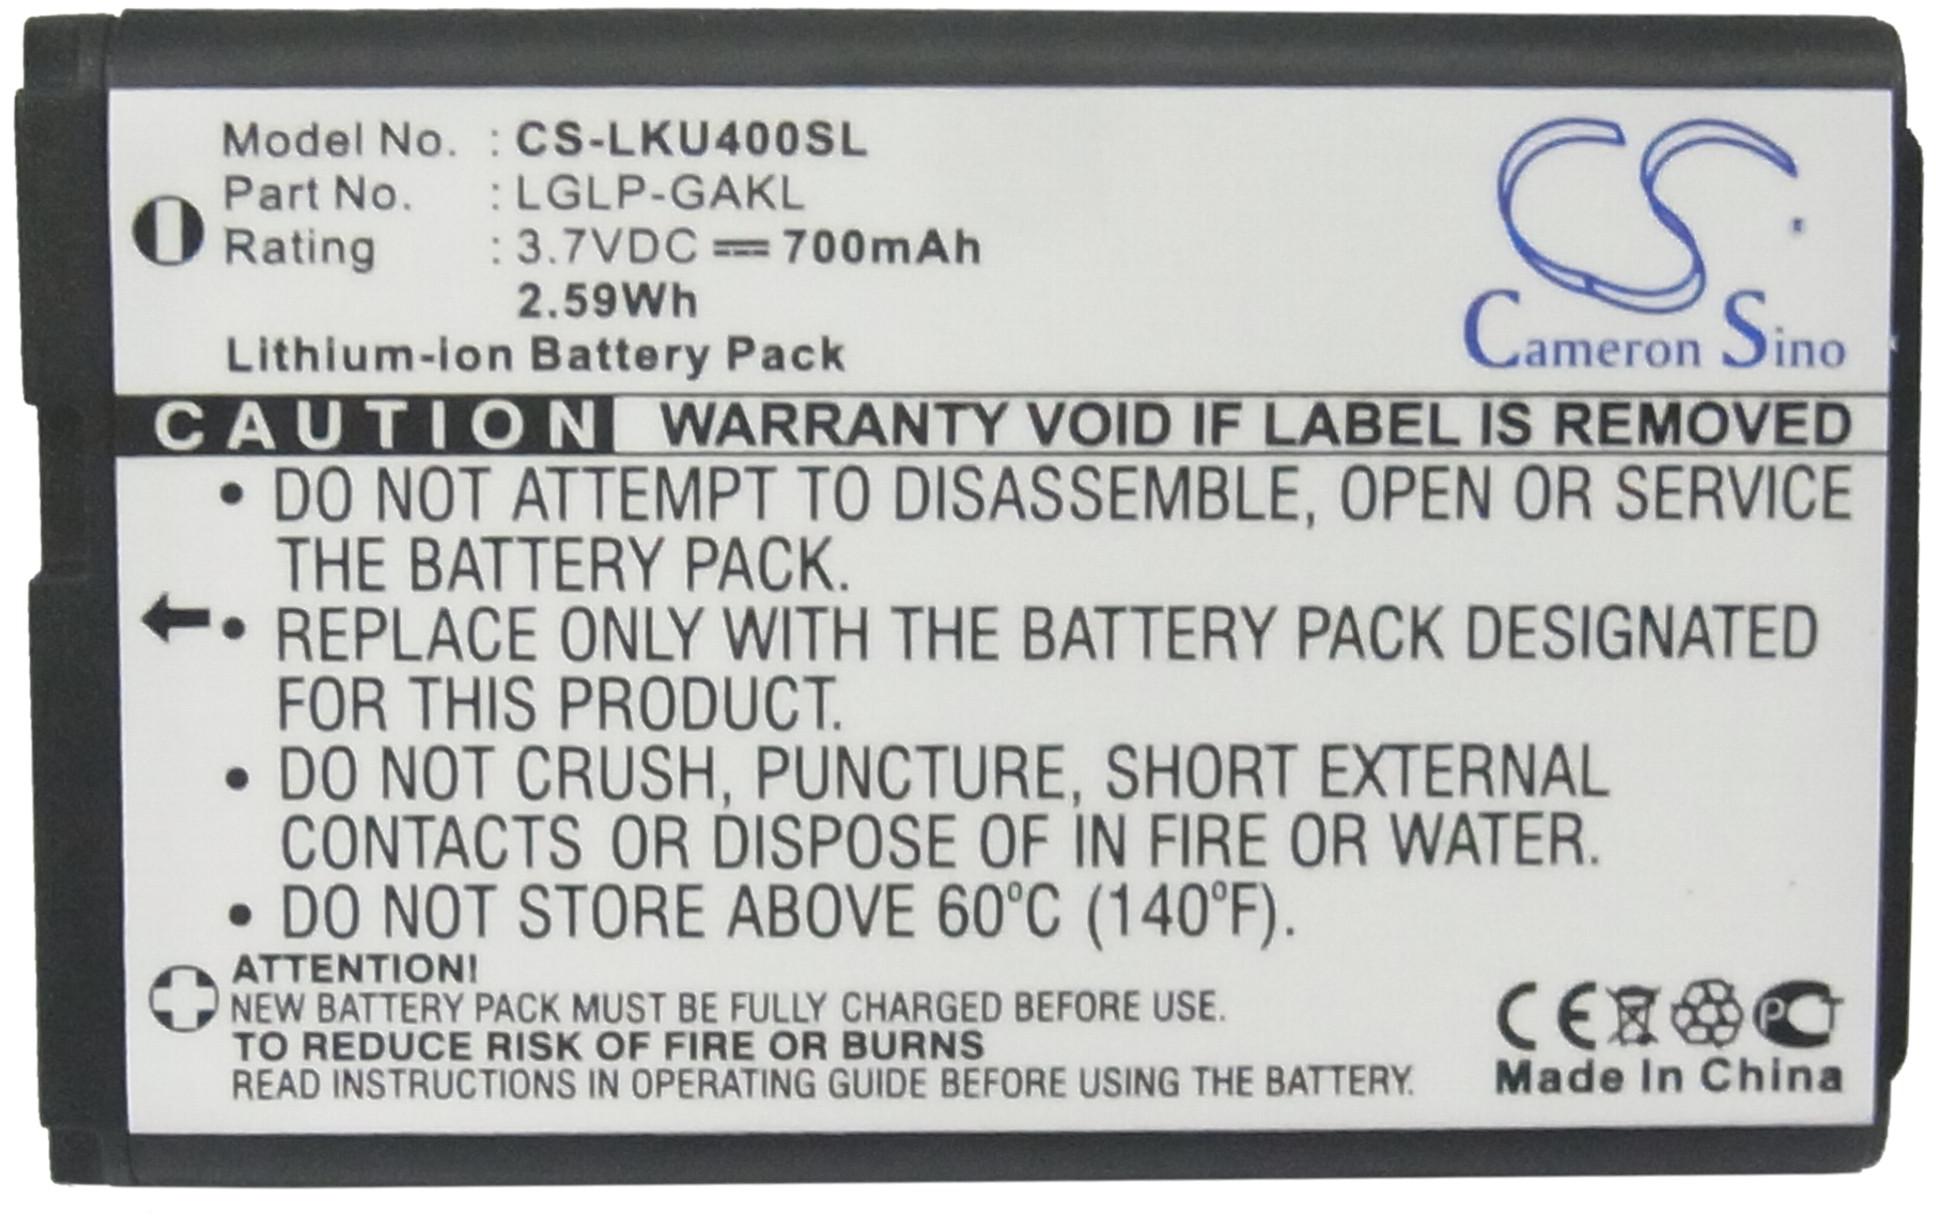 Model No. : CS-LKU400SL
Part No. : LGLP-GAKL
Rating : 3.7VDC ⎓ 700mAh
2.59Wh
Lithium-ion Battery Pack
CS
Cameron Sino
CAUTION WARRANTY VOID IF LABEL IS REMOVED
• DO NOT ATTEMPT TO DISASSEMBLE, OPEN OR SERVICE
THE BATTERY PACK.
• REPLACE ONLY WITH THE BATTERY PACK DESIGNATED
FOR THIS PRODUCT.
• DO NOT CRUSH, PUNCTURE, SHORT EXTERNAL
CONTACTS OR DISPOSE OF IN FIRE OR WATER.
• DO NOT STORE ABOVE 60°C (140°F).
ATTENTION!
NEW BATTERY PACK MUST BE FULLY CHARGED BEFORE USE.
TO REDUCE RISK OF FIRE OR BURNS
READ INSTRUCTIONS IN OPERATING GUIDE BEFORE USING THE BATTERY.
CE PCT
Made In China